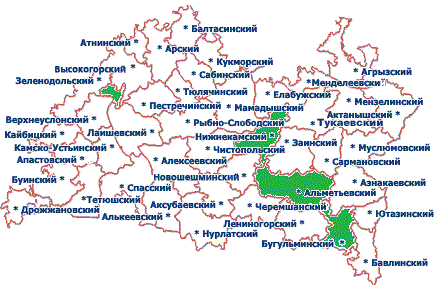 * Балтасинский
Атнинский *
* Арский
* Кукморский
Высокогорский *
* Сабинский
* Агрызский
Зеленодольский *
* Менделеевск
* Тюлячинский
* Елабужский
* Мензелинский
* Пестречинский
Мамадышский
Актанышский *
Верхнеуслонский *
* Рыбно-Слободский
* Тукаевский
Кайбицкий *
Лаишевский *
Нижнекамский *
* Заинский
Камско-Устьинский *
* Чистопольский
* Муслюмовский
Апастовский *
* Алексеевский
* Сармановский
Буинский *
Новошешминский *
* Азнакаевский
* Спасский
* Альметьевский
* Тетюшский
Аксубаевский *
* Черемшанский
* Дрожжановский
* Ютазинский
Алькеевский *
Лениногорский *
* Нурлатский
Бугульминский *
* Бавлинский